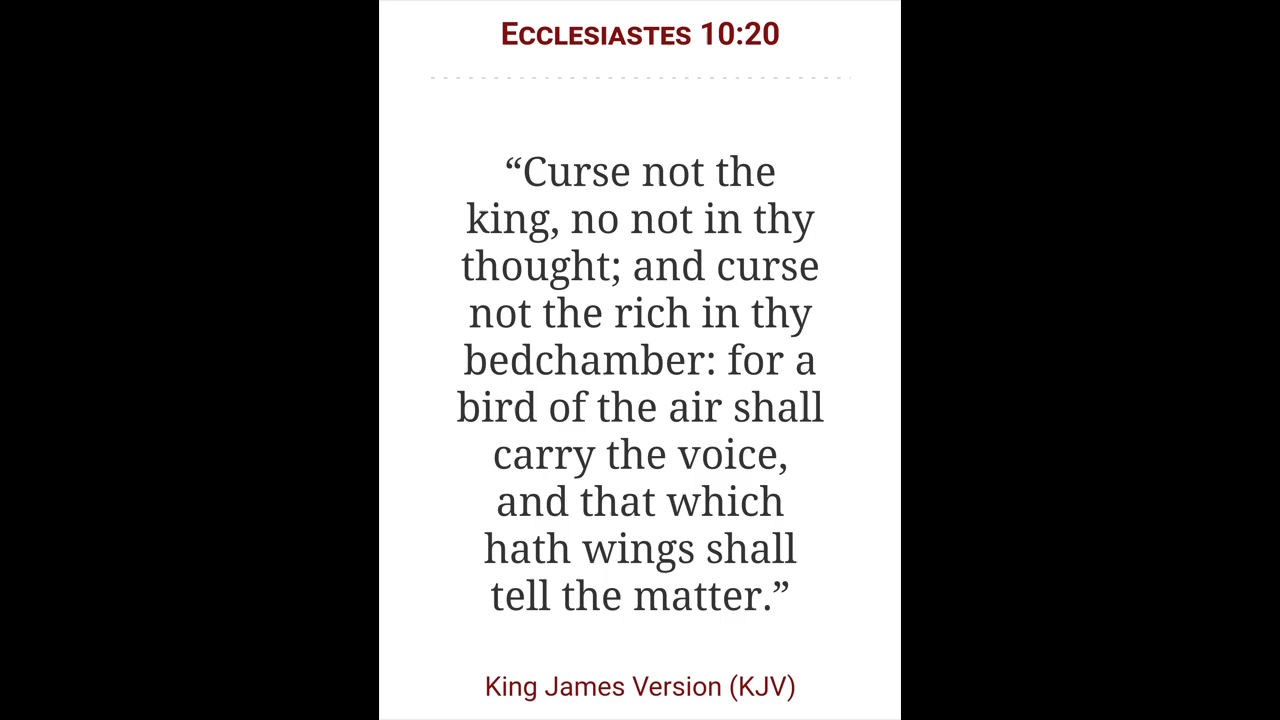 Ecclesiastes 10:20
“Curse not the
king, no not in thy
thought; and curse
not the rich in thy
bedchamber: for a
bird of the air shall
carry the voice,
and that which
hath wings shall
tell the matter.”
King James Version (KJV)